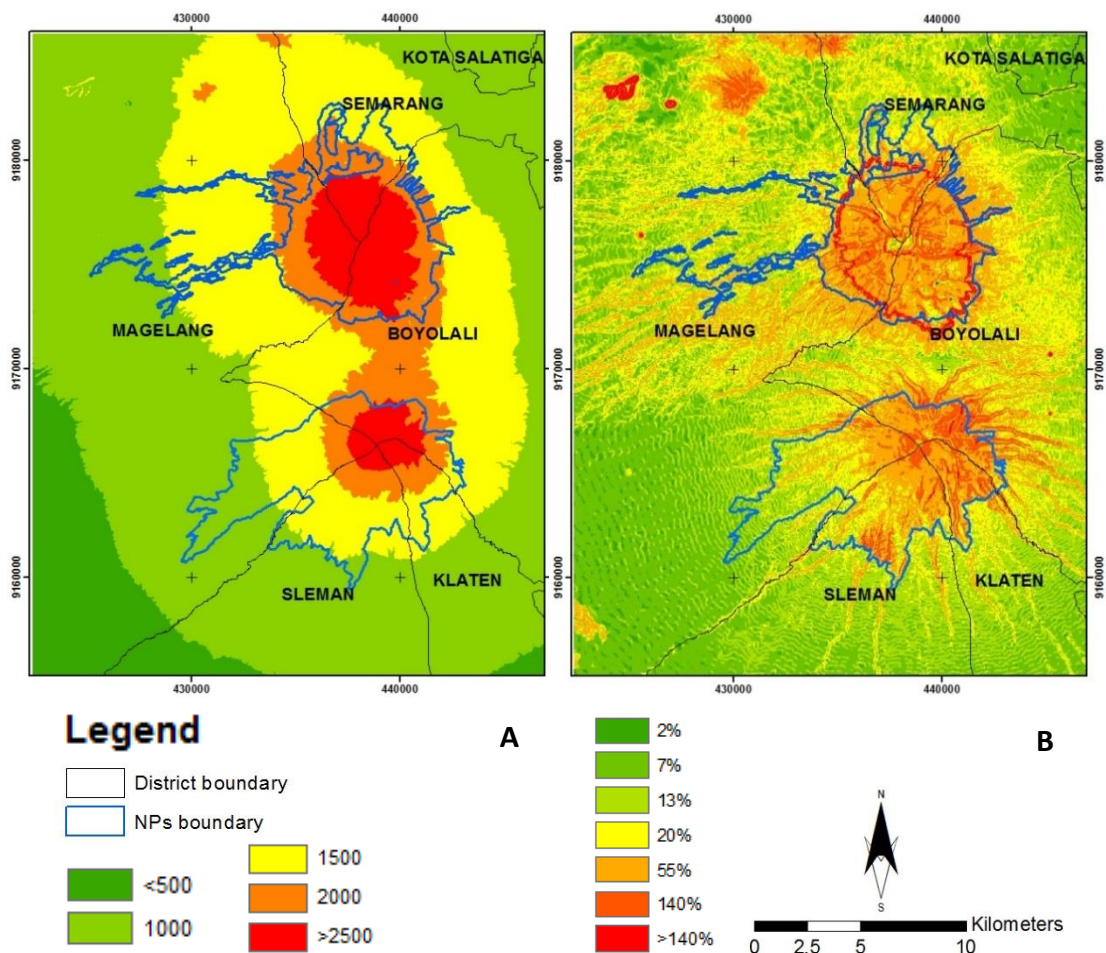 430000 440000 430000 440000
KOTA SALATIGA KOTA SALATIGA
SEMARANG SEMARANG
9180000 9180000
MAGELANG BOYOLALI MAGELANG BOYOLALI
9170000 9170000
9160000 9160000
SLEMAN KLATEN SLEMAN KLATEN
430000 440000 430000 440000
Legend
A
District boundary
NPs boundary
<500
1000
1500
2000
>2500
2%
7%
13%
20%
55%
140%
>140%
B
N
S
Kilometers
0 2,5 5 10